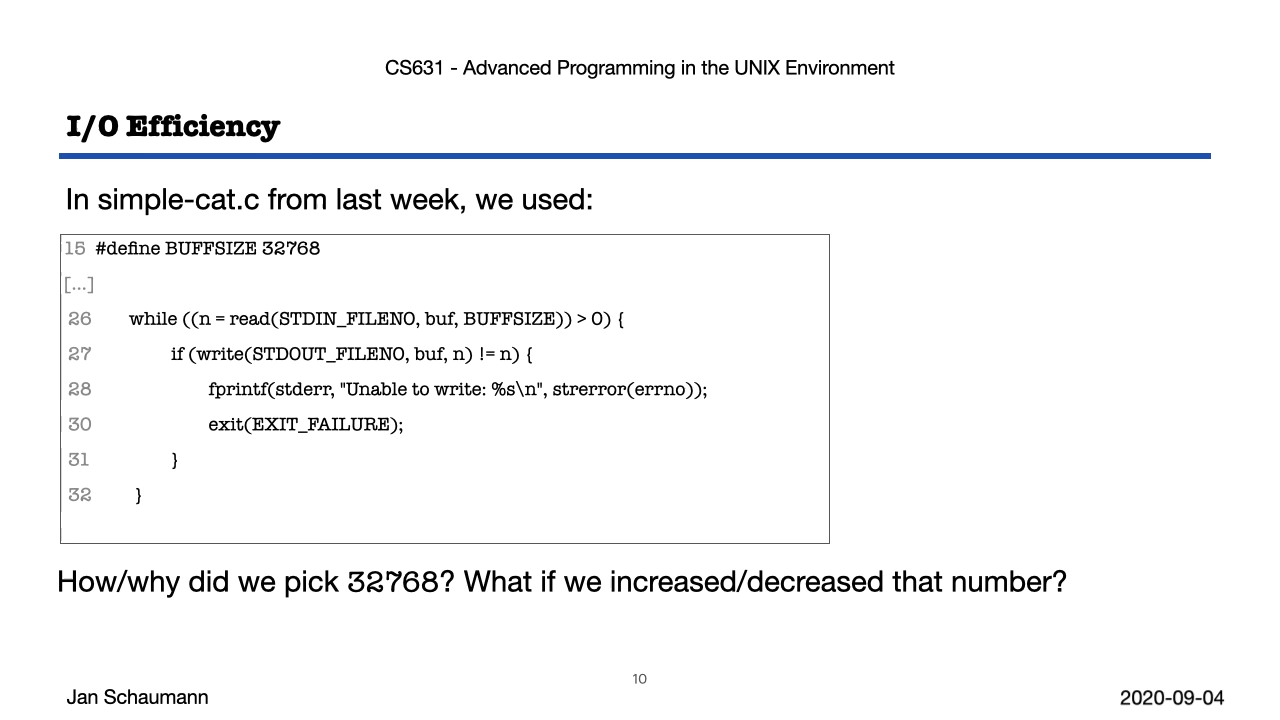 CS631 - Advanced Programming in the UNIX Environment
I/O Efficiency
In simple-cat.c from last week, we used:
15 #define BUFFSIZE 32768
[...]
26 while ((n = read(STDIN_FILENO, buf, BUFFSIZE)) > 0) {
27 if (write(STDOUT_FILENO, buf, n) != n) {
28 fprintf(stderr, "Unable to write: %s\n", strerror(errno));
30 exit(EXIT_FAILURE);
31 }
32 }
How/why did we pick 32768? What if we increased/decreased that number?
10
Jan Schaumann
2020-09-04